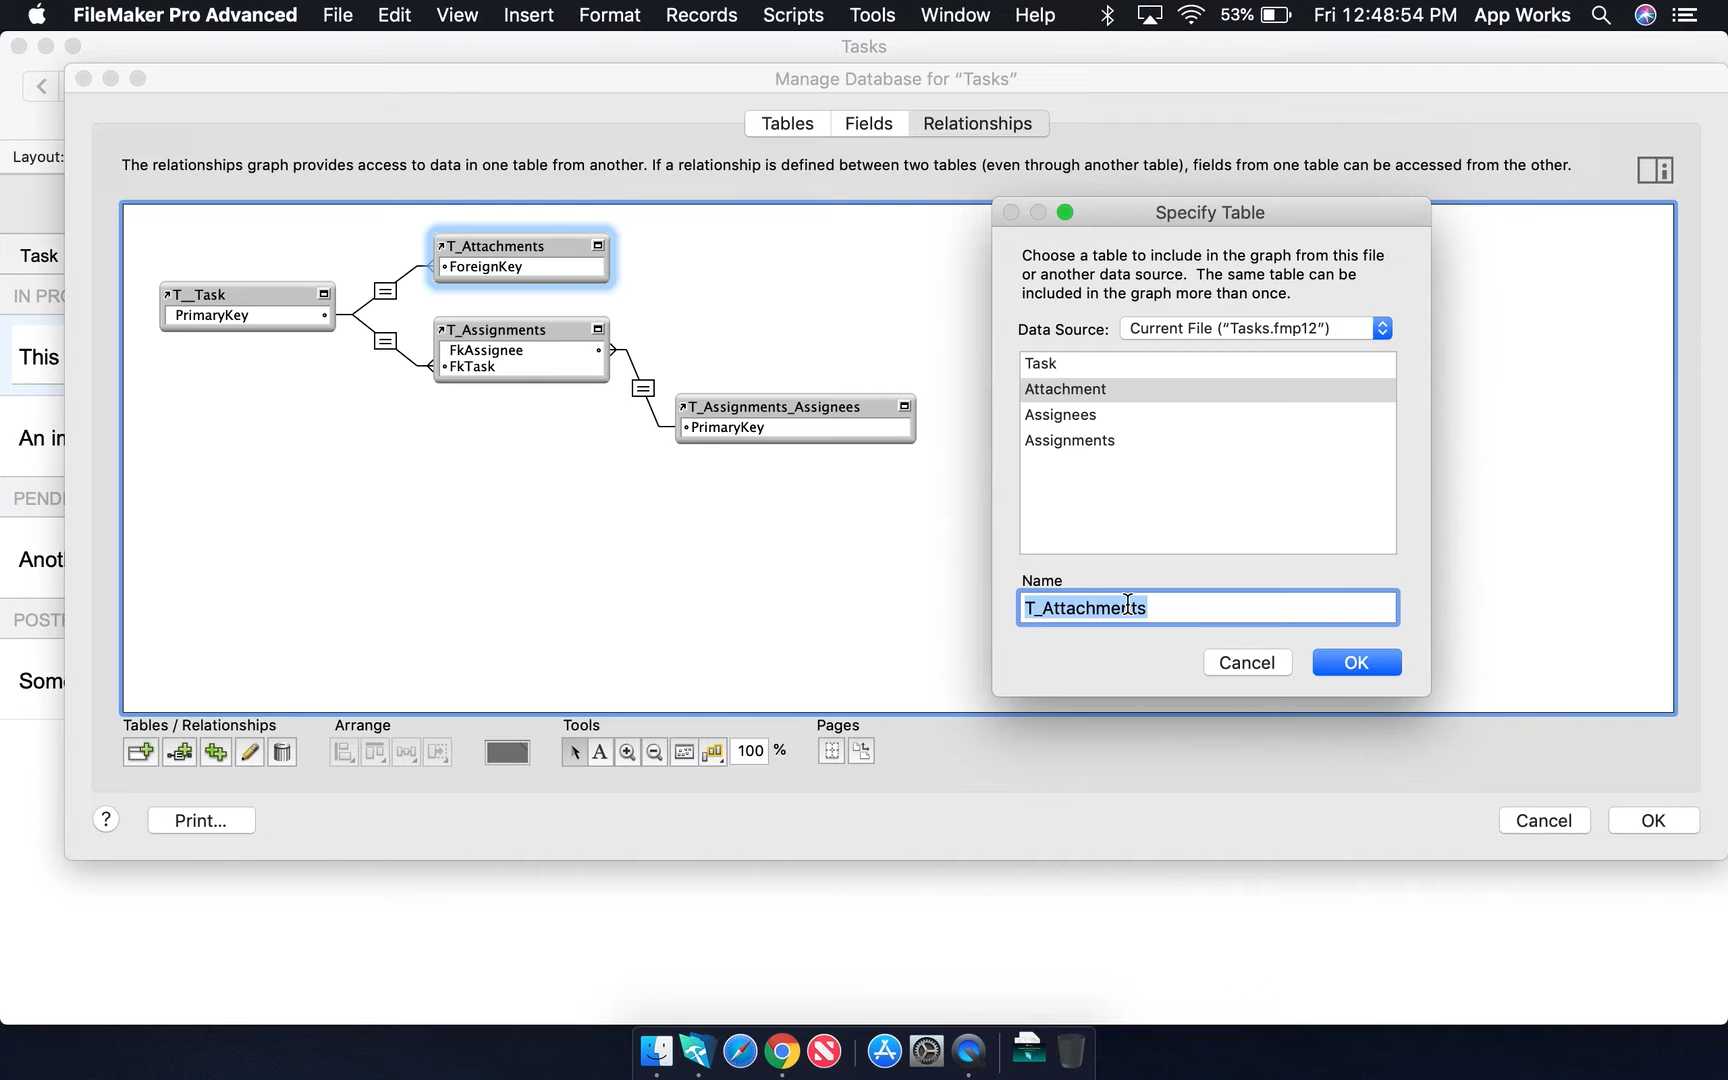 FileMaker Pro Advanced File Edit View Insert Format Records Scripts Tools Window Help 53% Fri 12:48:54 PM App Works
Tasks
Manage Database for “Tasks”
Tables Fields Relationships
Layout:
The relationships graph provides access to data in one table from another. If a relationship is defined between two tables (even through another table), fields from one table can be accessed from the other.
Task
IN PRO
This
An in
PENDI
Anoth
POSTP
Some
T__Task
PrimaryKey
T_Attachments
ForeignKey
T_Assignments
FkAssignee
FkTask
T_Assignments_Assignees
PrimaryKey
Specify Table
Choose a table to include in the graph from this file
or another data source. The same table can be
included in the graph more than once.
Data Source: Current File (“Tasks.fmp12”)
Task
Attachment
Assignees
Assignments
Name
T_Attachments
Cancel OK
Tables / Relationships Arrange Tools Pages
A 100 %
? Print... Cancel OK